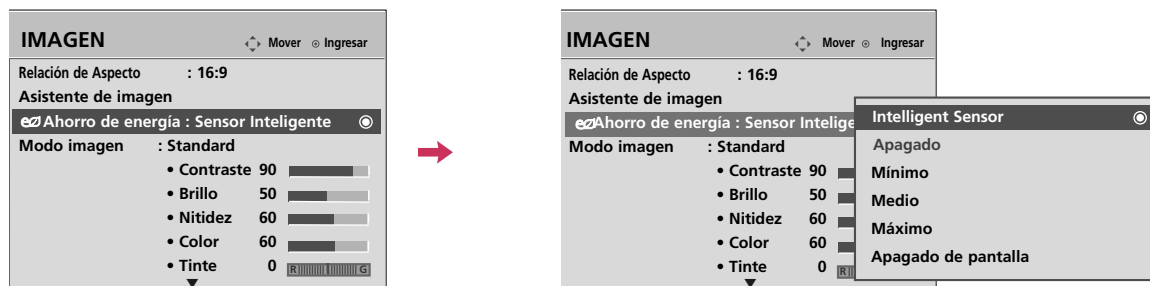 IMAGEN Mover Ingresar
Relación de Aspecto : 16:9
Asistente de imagen
Ahorro de energía : Sensor Inteligente
Modo imagen : Standard
• Contraste 90
• Brillo 50
• Nitidez 60
• Color 60
• Tinte 0 R G
IMAGEN Mover Ingresar
Relación de Aspecto : 16:9
Asistente de imagen
Ahorro de energía : Sensor Intelige
Modo imagen : Standard
• Contraste 90
• Brillo 50
• Nitidez 60
• Color 60
• Tinte 0 R
Intelligent Sensor
Apagado
Mínimo
Medio
Máximo
Apagado de pantalla